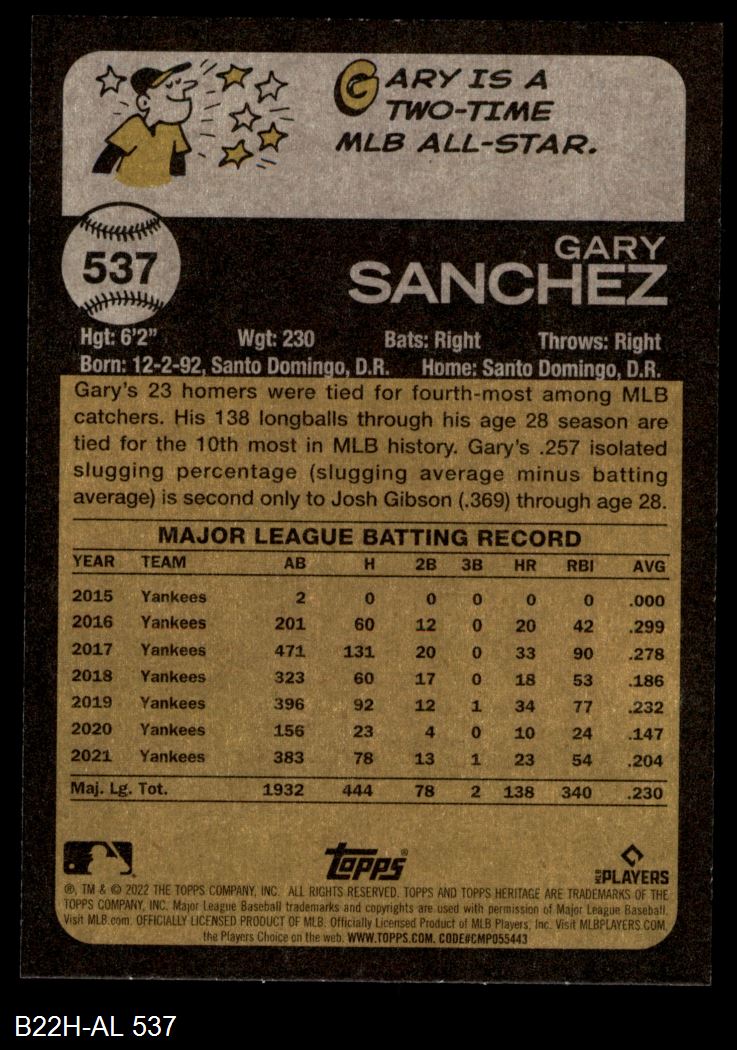 GARY IS A
TWO-TIME
MLB ALL-STAR.
537
GARY
SANCHEZ
Hgt: 6'2" Wgt: 230 Bats: Right Throws: Right
Born: 12-2-92, Santo Domingo, D.R. Home: Santo Domingo, D.R.
Gary's 23 homers were tied for fourth-most among MLB
catchers. His 138 longballs through his age 28 season are
tied for the 10th most in MLB history. Gary's .257 isolated
slugging percentage (slugging average minus batting
average) is second only to Josh Gibson (.369) through age 28.
MAJOR LEAGUE BATTING RECORD
YEAR TEAM AB H 2B 3B HR RBI AVG
2015 Yankees 2 0 0 0 0 0 .000
2016 Yankees 201 60 12 0 20 42 .299
2017 Yankees 471 131 20 0 33 90 .278
2018 Yankees 323 60 17 0 18 53 .186
2019 Yankees 396 92 12 1 34 77 .232
2020 Yankees 156 23 4 0 10 24 .147
2021 Yankees 383 78 13 1 23 54 .204
Maj. Lg. Tot. 1932 444 78 2 138 340 .230
Topps®
MLB PLAYERS
®, TM & © 2022 THE TOPPS COMPANY, INC. ALL RIGHTS RESERVED. TOPPS AND TOPPS HERITAGE ARE TRADEMARKS OF THE
TOPPS COMPANY, INC. Major League Baseball trademarks and copyrights are used with permission of Major League Baseball.
Visit MLB.com. OFFICIALLY LICENSED PRODUCT OF MLB. Officially Licensed Product of MLB Players, Inc. Visit MLBPLAYERS.COM,
the Players Choice on the web. WWW.TOPPS.COM. CODE#CMP055443
B22H-AL 537